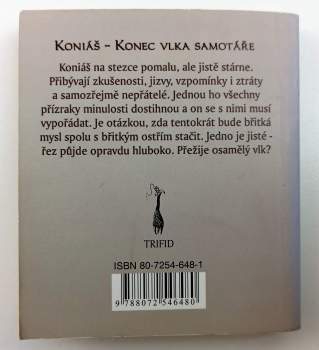 Koniáš – Konec vlka samotáře
Koniáš na stezce pomalu, ale jistě stárne.
Přibývají zkušenosti, jizvy, vzpomínky i ztráty
a samozřejmě nepřátelé. Jednou ho všechny
přízraky minulosti dostihnou a on se s nimi musí
vypořádat. Je otázkou, zda tentokrát bude břitká
mysl spolu s břitkým ostřím stačit. Jedno je jisté -
řez půjde opravdu hluboko. Přežije osamělý vlk?
TRIFID
ISBN 80-7254-648-1
9 788072 546480